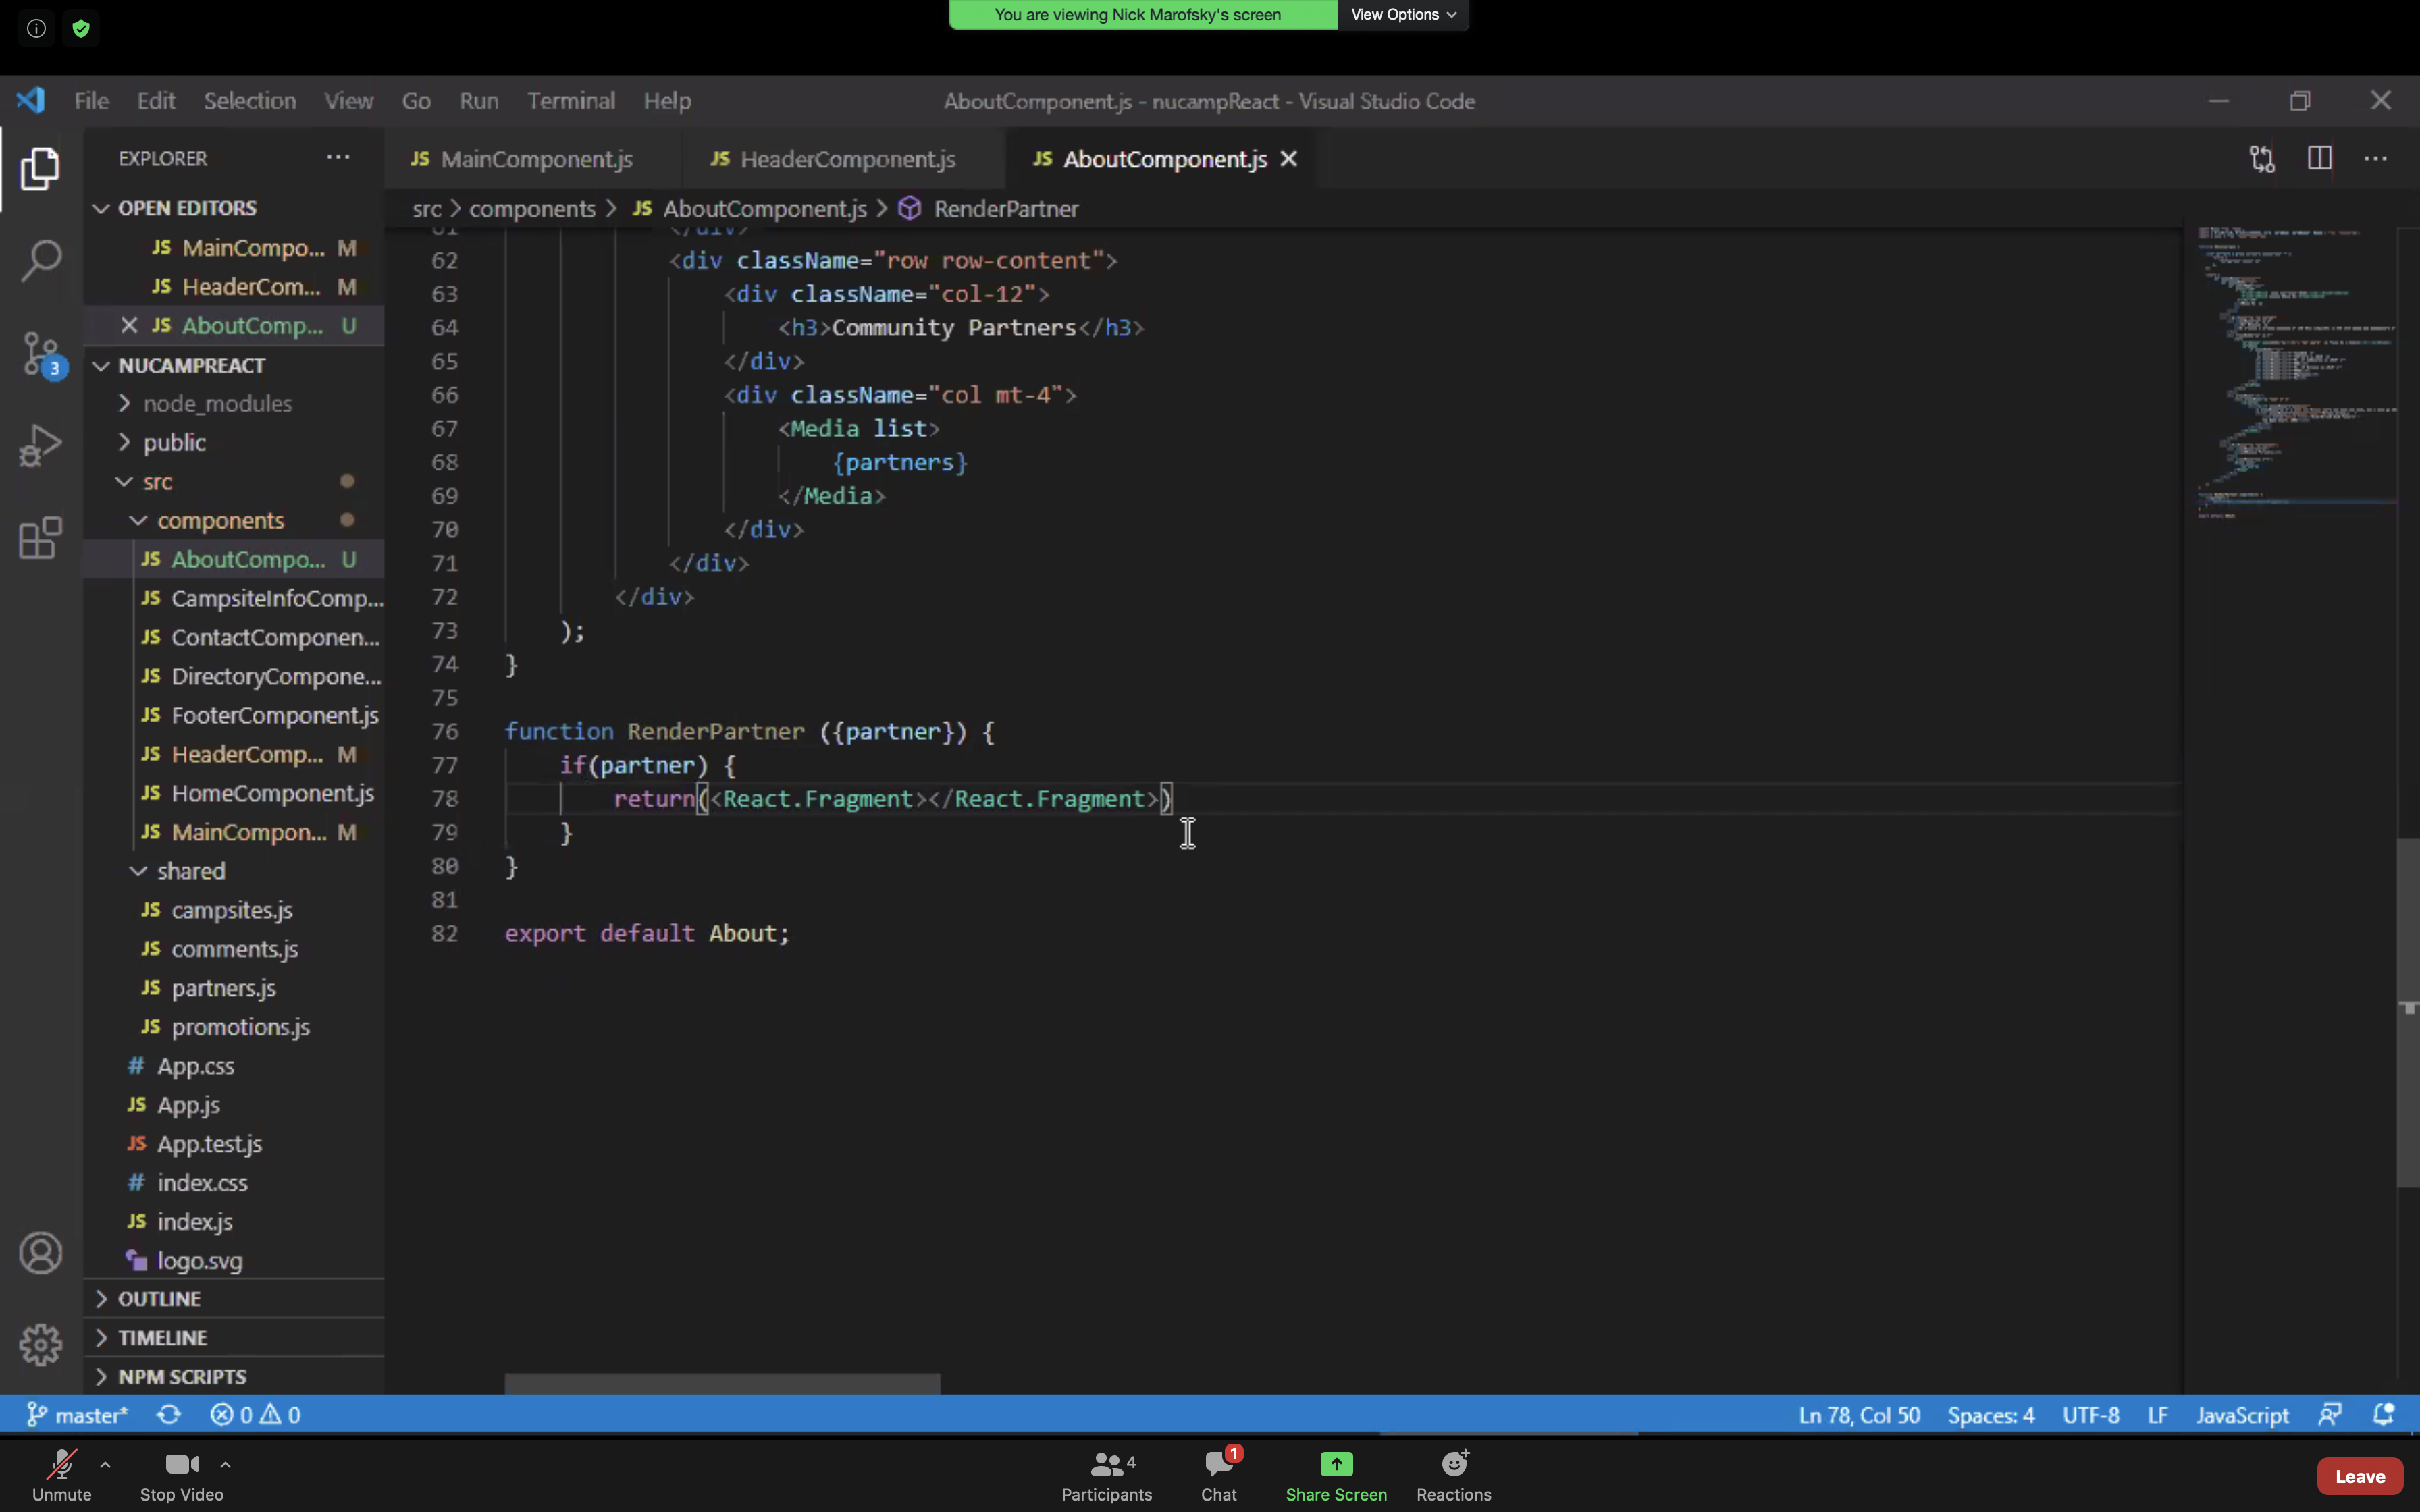 You are viewing Nick Marofsky's screen View Options
File Edit Selection View Go Run Terminal Help AboutComponent.js - nucampReact - Visual Studio Code
EXPLORER ···
JS MainComponent.js JS HeaderComponent.js JS AboutComponent.js
OPEN EDITORS
JS MainCompo... M
JS HeaderCom... M
JS AboutComp... U
NUCAMPREACT
node_modules
public
src
components
JS AboutCompo... U
JS CampsiteInfoComp...
JS ContactComponen...
JS DirectoryCompone...
JS FooterComponent.js
JS HeaderComp... M
JS HomeComponent.js
JS MainCompon... M
shared
JS campsites.js
JS comments.js
JS partners.js
JS promotions.js
# App.css
JS App.js
JS App.test.js
# index.css
JS index.js
logo.svg
OUTLINE
TIMELINE
NPM SCRIPTS
3
src > components > JS AboutComponent.js > RenderPartner
61 </div>
62 <div className="row row-content">
63 <div className="col-12">
64 <h3>Community Partners</h3>
65 </div>
66 <div className="col mt-4">
67 <Media list>
68 {partners}
69 </Media>
70 </div>
71 </div>
72 </div>
73 );
74 }
75
76 function RenderPartner ({partner}) {
77 if(partner) {
78 return(<React.Fragment></React.Fragment>)
79 }
80 }
81
82 export default About;
master* 0 0 Ln 78, Col 50 Spaces: 4 UTF-8 LF JavaScript
Unmute Stop Video Participants 4 Chat 1 Share Screen Reactions Leave